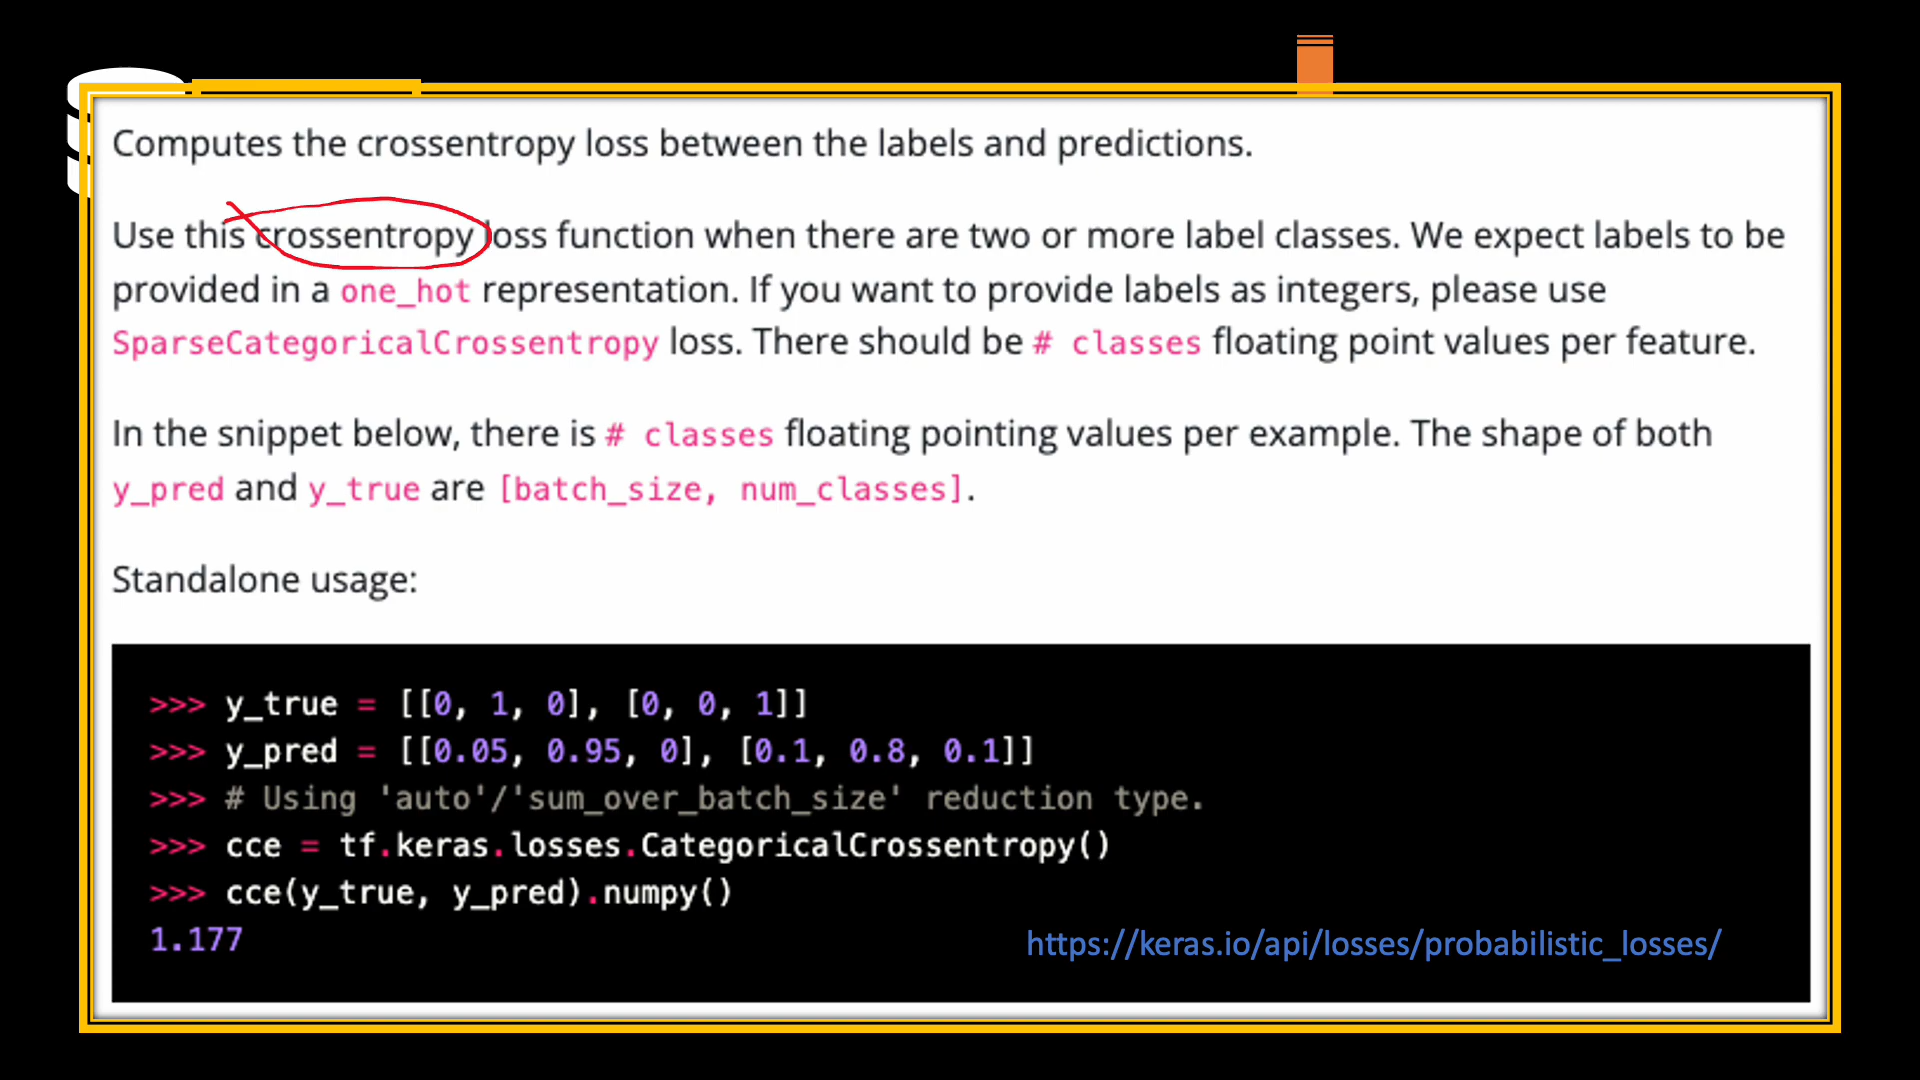 Computes the crossentropy loss between the labels and predictions.
Use this crossentropy loss function when there are two or more label classes. We expect labels to be
provided in a one_hot representation. If you want to provide labels as integers, please use
SparseCategoricalCrossentropy loss. There should be # classes floating point values per feature.
In the snippet below, there is # classes floating pointing values per example. The shape of both
y_pred and y_true are [batch_size, num_classes].
Standalone usage:
>>> y_true = [[0, 1, 0], [0, 0, 1]]
>>> y_pred = [[0.05, 0.95, 0], [0.1, 0.8, 0.1]]
>>> # Using 'auto'/'sum_over_batch_size' reduction type.
>>> cce = tf.keras.losses.CategoricalCrossentropy()
>>> cce(y_true, y_pred).numpy()
1.177
https://keras.io/api/losses/probabilistic_losses/